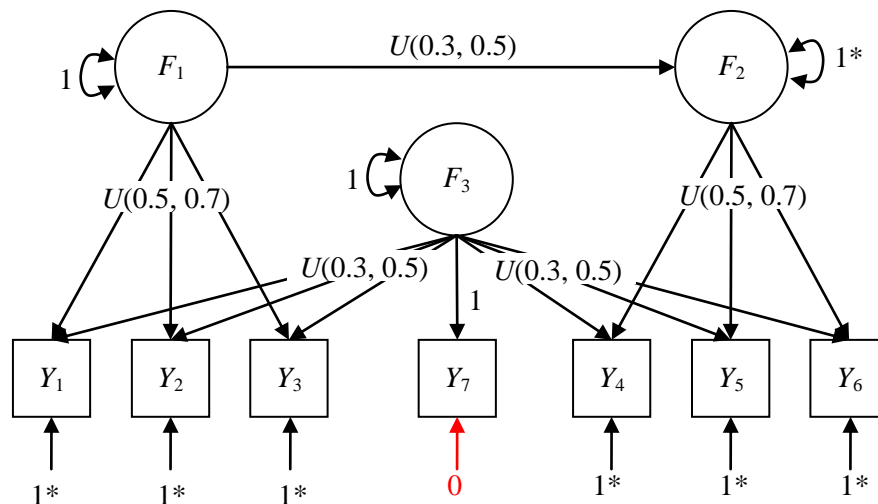 U(0.3, 0.5)
1 F₁ F₂ 1*
1 F₃
U(0.5, 0.7) U(0.5, 0.7)
U(0.3, 0.5) U(0.3, 0.5)
1
Y₁ Y₂ Y₃ Y₇ Y₄ Y₅ Y₆
1* 1* 1* 0 1* 1* 1*